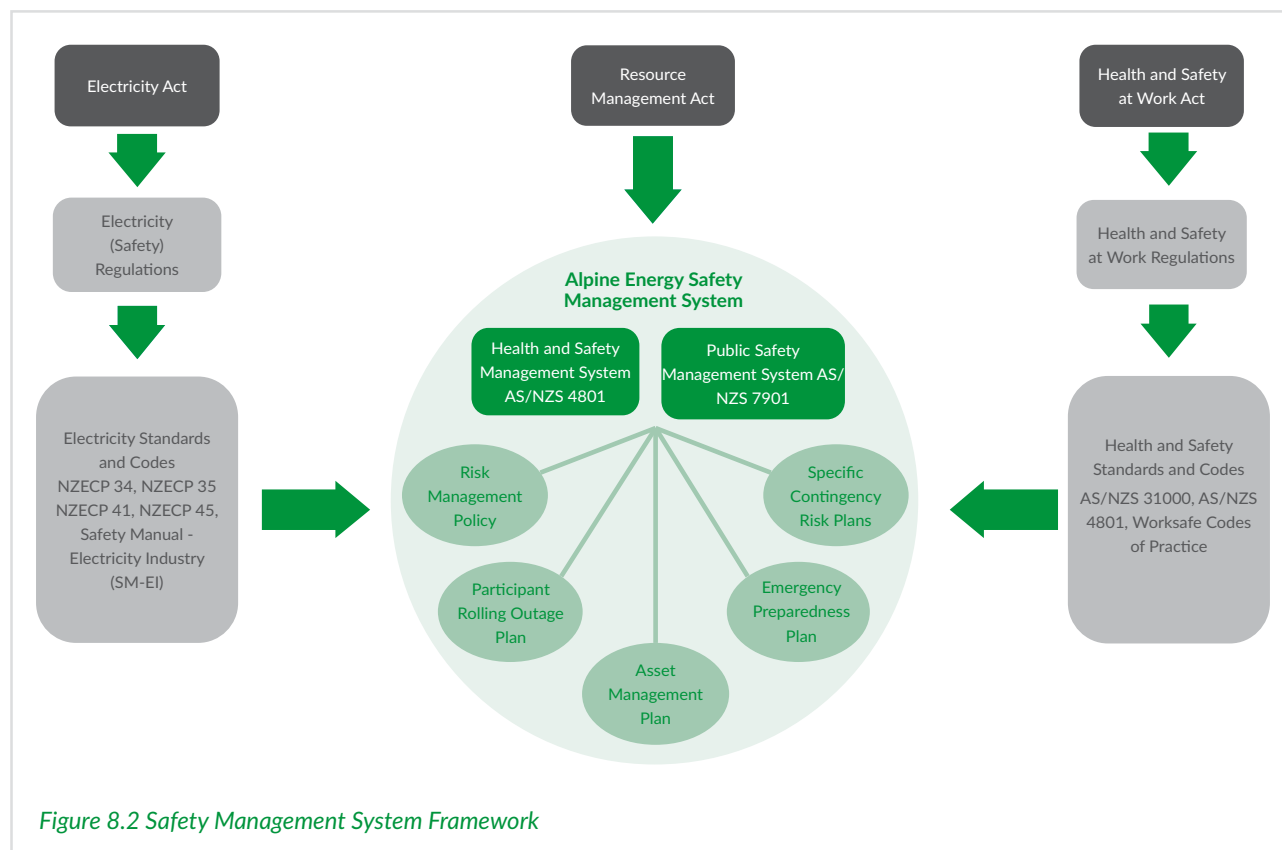 Electricity Act
Resource
Management Act
Health and Safety
at Work Act
Electricity
(Safety)
Regulations
Health and Safety
at Work Regulations
Alpine Energy Safety
Management System
Health and Safety
Management System
AS/NZS 4801
Public Safety
Management System AS/
NZS 7901
Electricity Standards
and Codes
NZECP 34, NZECP 35
NZECP 41, NZECP 45,
Safety Manual -
Electricity Industry
(SM-EI)
Risk
Management
Policy
Specific
Contingency
Risk Plans
Health and Safety
Standards and Codes
AS/NZS 31000, AS/NZS
4801, Worksafe Codes
of Practice
Participant
Rolling Outage
Plan
Emergency
Preparedness
Plan
Asset
Management
Plan
Figure 8.2 Safety Management System Framework